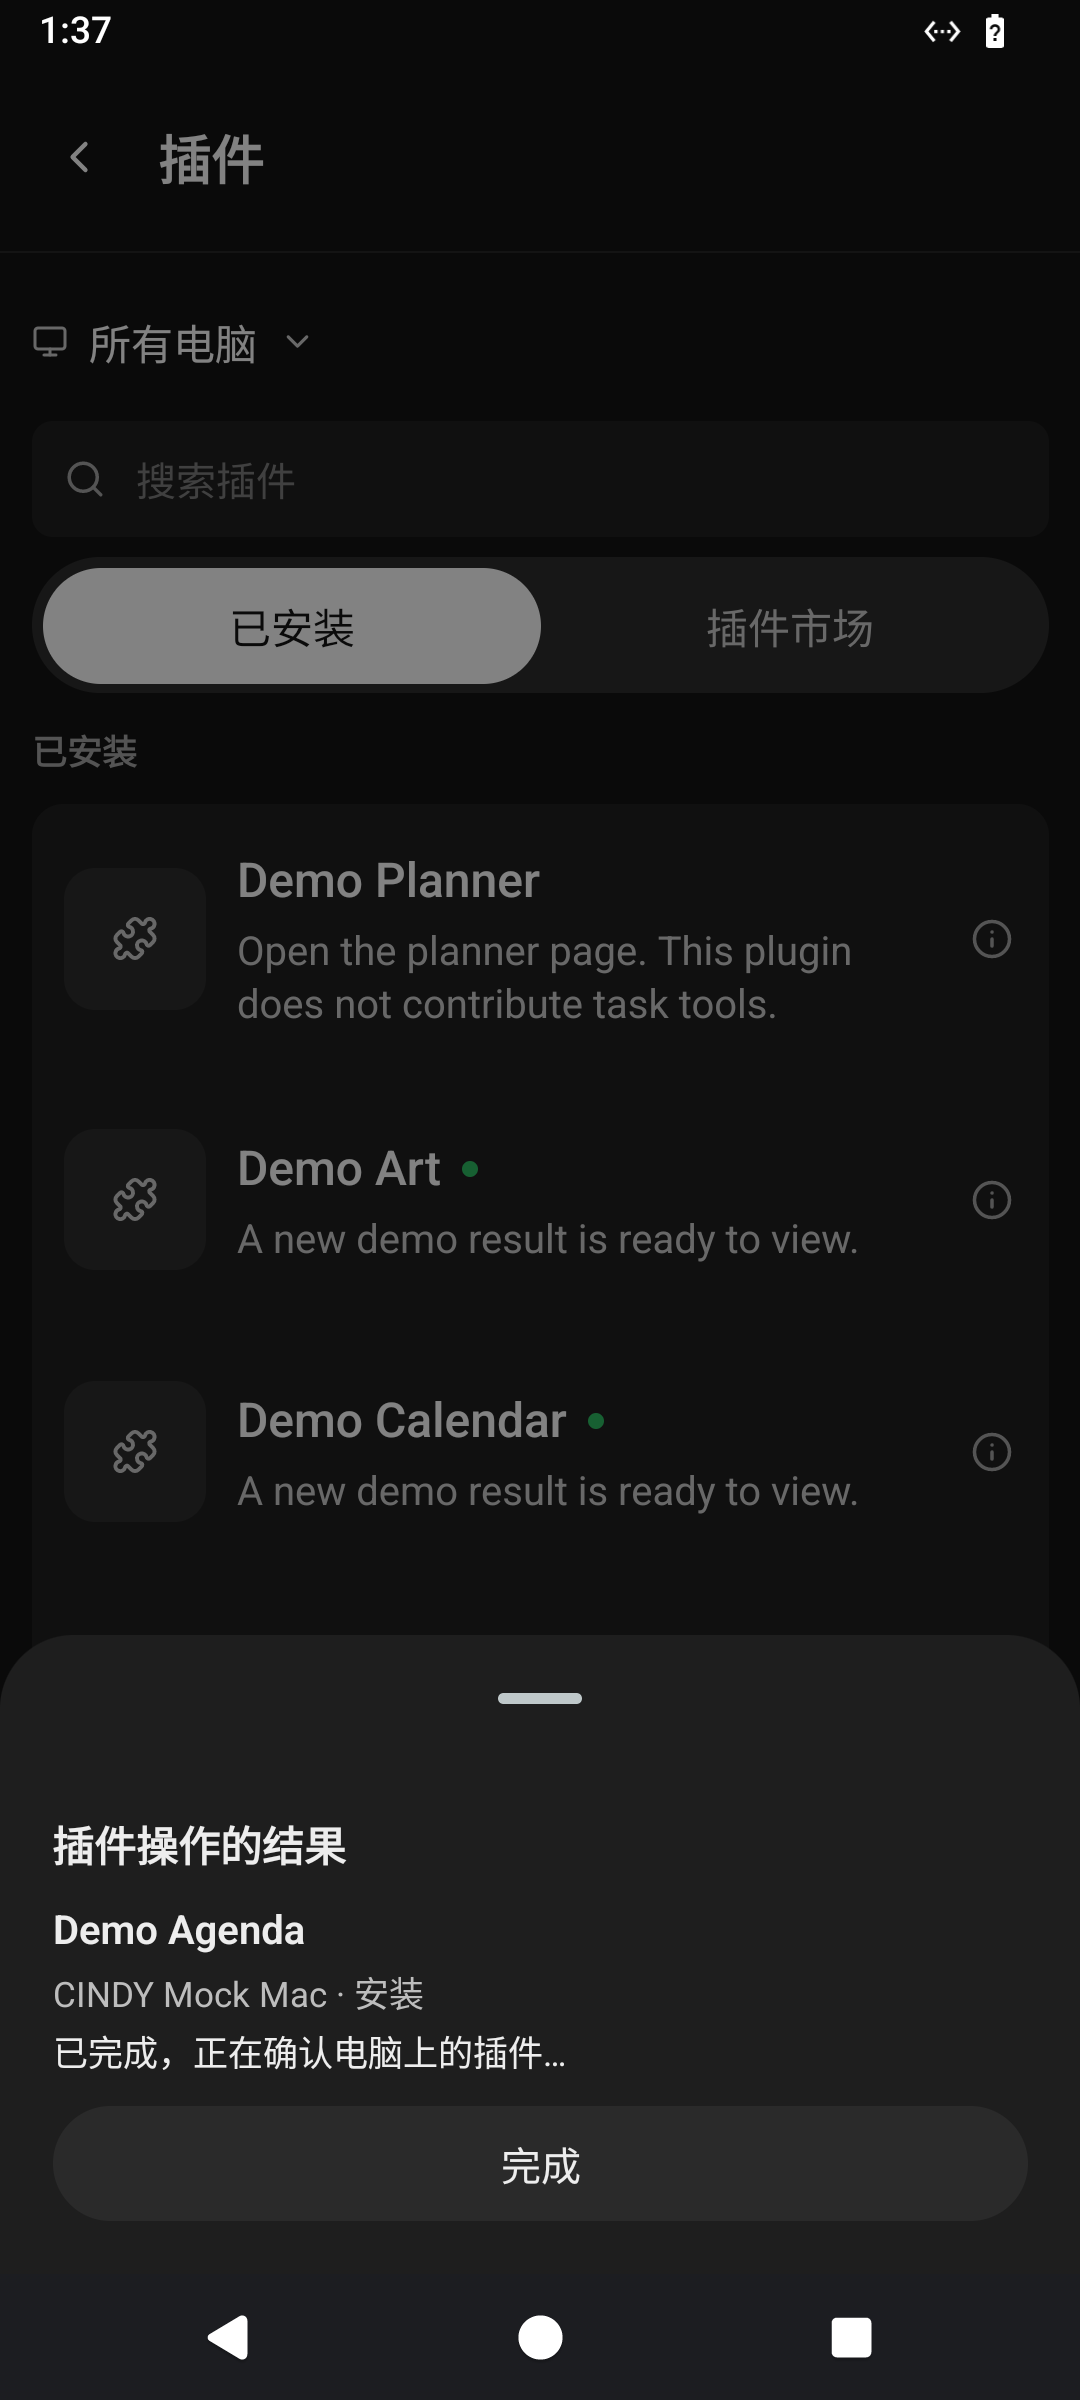 1:37
插件
所有电脑
搜索插件
已安装
插件市场
已安装
Demo Planner
Open the planner page. This plugin
does not contribute task tools.
Demo Art
A new demo result is ready to view.
Demo Calendar
A new demo result is ready to view.
插件操作的结果
Demo Agenda
CINDY Mock Mac · 安装
已完成，正在确认电脑上的插件…
完成